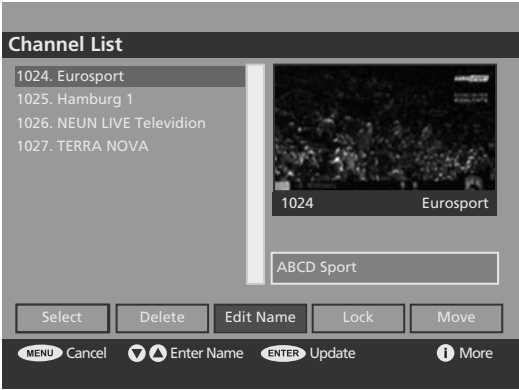 Channel List
1024. Eurosport
1025. Hamburg 1
1026. NEUN LIVE Televidion
1027. TERRA NOVA
1024 Eurosport
ABCD Sport
Select Delete Edit Name Lock Move
MENU Cancel Enter Name ENTER Update i More